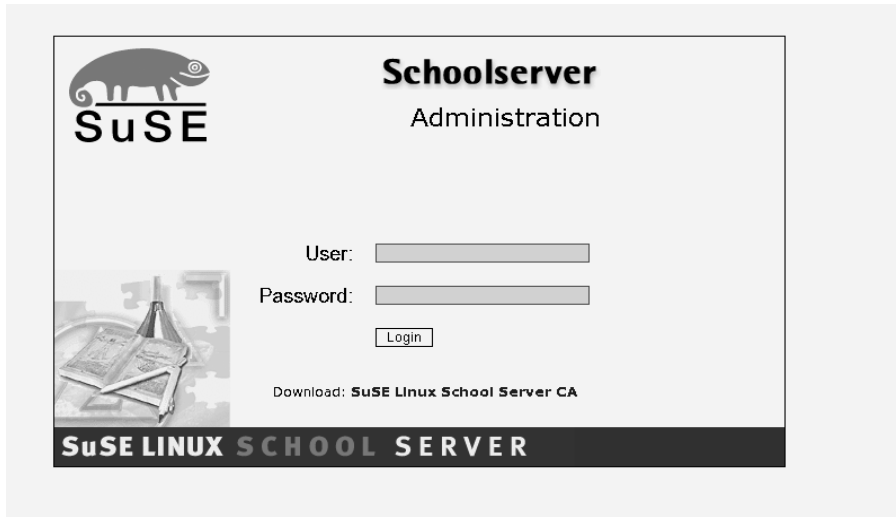 SuSE
Schoolserver
Administration
User:
Password:
Login
Download: SuSE Linux School Server CA
SuSE LINUX SCHOOL SERVER